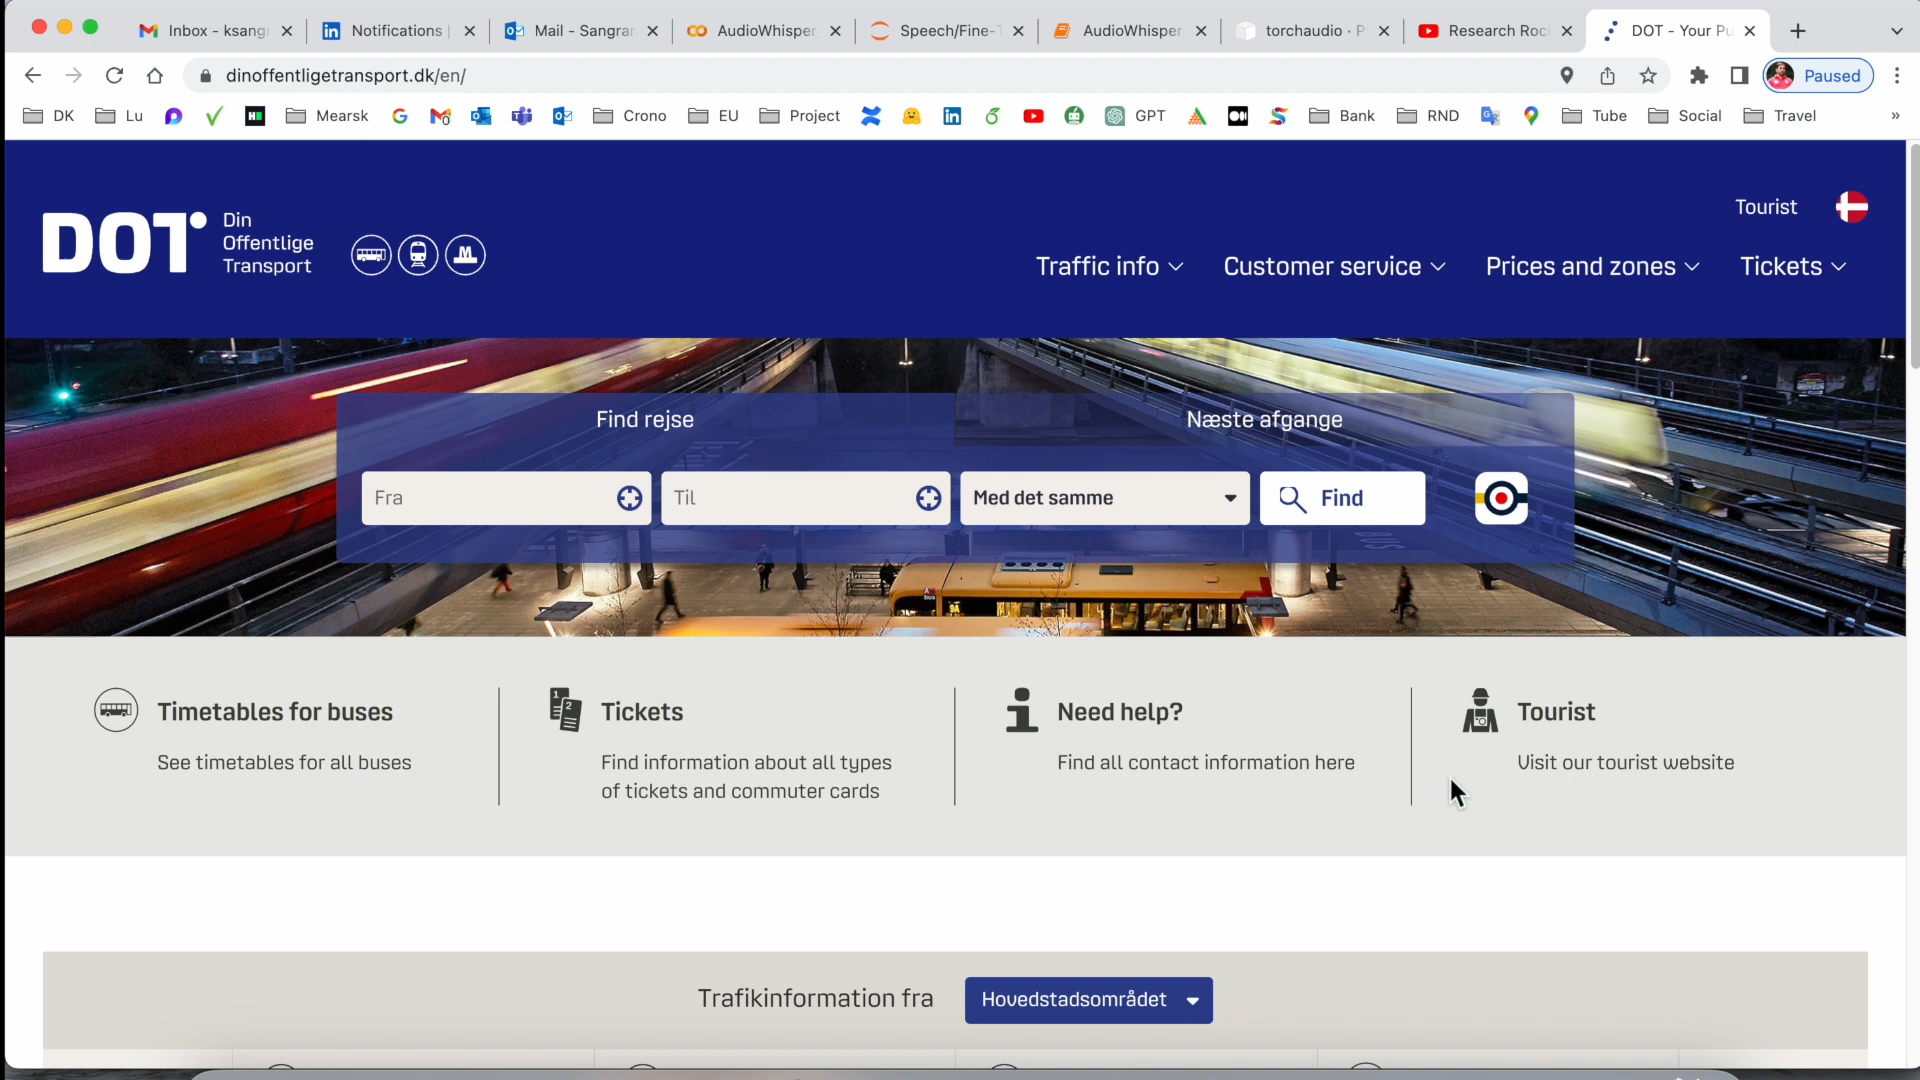 Inbox - ksangr
Notifications |
Mail - Sangran
AudioWhisper
Speech/Fine-T
AudioWhisper
torchaudio · P
Research Roc
DOT - Your Pu
dinoffentligetransport.dk/en/
Paused
DK
Lu
Mearsk
Crono
EU
Project
GPT
Bank
RND
Tube
Social
Travel
»
Tourist
DOT
Din
Offentlige
Transport
M
Traffic info
Customer service
Prices and zones
Tickets
Find rejse
Næste afgange
Fra
Til
Med det samme
Find
Timetables for buses
See timetables for all buses
Tickets
Find information about all types
of tickets and commuter cards
Need help?
Find all contact information here
Tourist
Visit our tourist website
Trafikinformation fra
Hovedstadsområdet